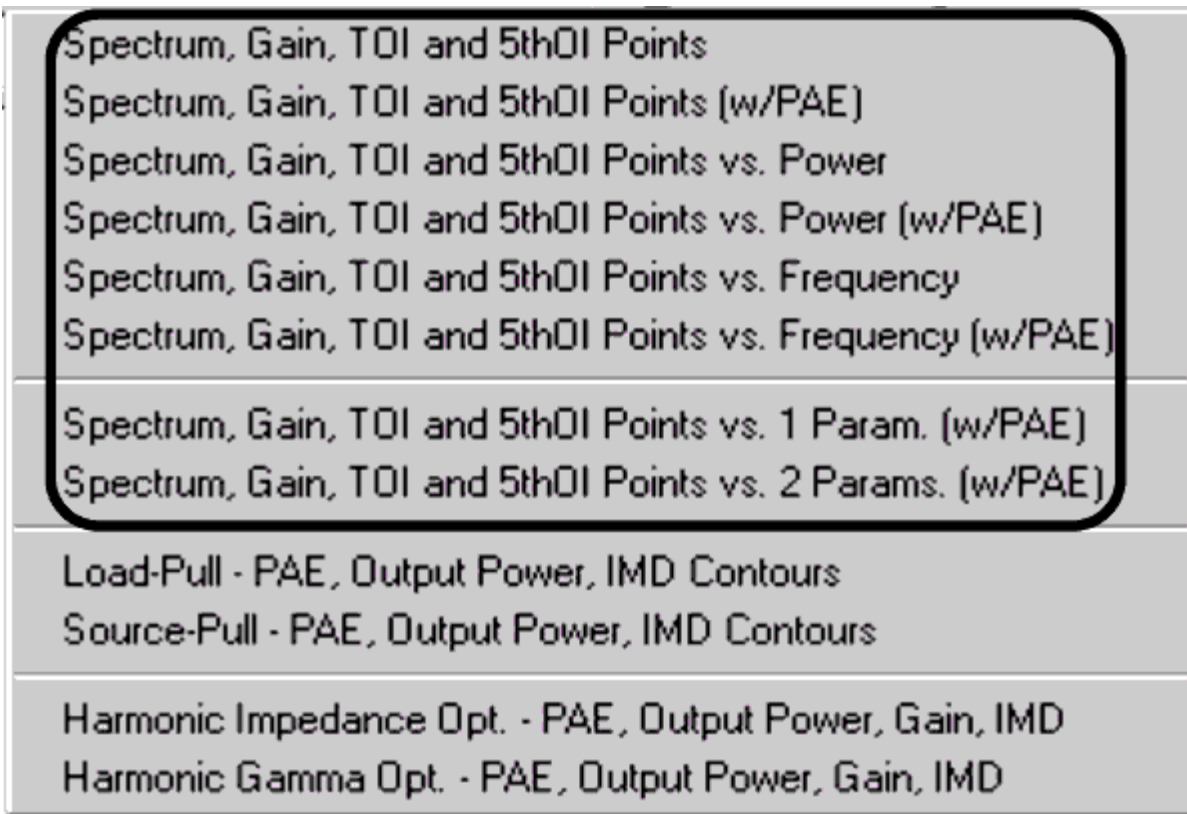 Spectrum, Gain, TOI and 5thOI Points
Spectrum, Gain, TOI and 5thOI Points (w/PAE)
Spectrum, Gain, TOI and 5thOI Points vs. Power
Spectrum, Gain, TOI and 5thOI Points vs. Power (w/PAE)
Spectrum, Gain, TOI and 5thOI Points vs. Frequency
Spectrum, Gain, TOI and 5thOI Points vs. Frequency (w/PAE)
Spectrum, Gain, TOI and 5thOI Points vs. 1 Param. (w/PAE)
Spectrum, Gain, TOI and 5thOI Points vs. 2 Params. (w/PAE)
Load-Pull - PAE, Output Power, IMD Contours
Source-Pull - PAE, Output Power, IMD Contours
Harmonic Impedance Opt. - PAE, Output Power, Gain, IMD
Harmonic Gamma Opt. - PAE, Output Power, Gain, IMD